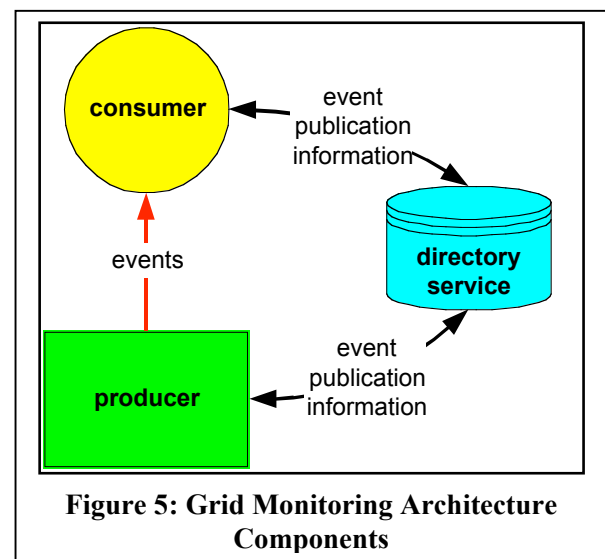 consumer
event
publication
information
events
directory
service
event
publication
information
producer
Figure 5: Grid Monitoring Architecture
Components